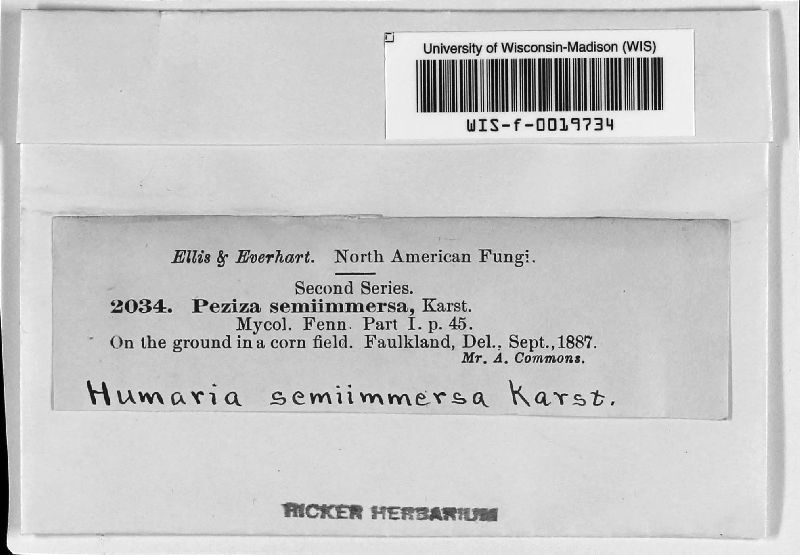 University of Wisconsin-Madison (WIS)
WIS-f-0019734
Ellis & Everhart. North American Fungi.
Second Series.
2034. Peziza semiimmersa, Karst.
Mycol. Fenn. Part I. p. 45.
On the ground in a corn field. Faulkland, Del., Sept., 1887.
Mr. A. Commons.
Humaria semiimmersa Karst.
RICKER HERBARIUM